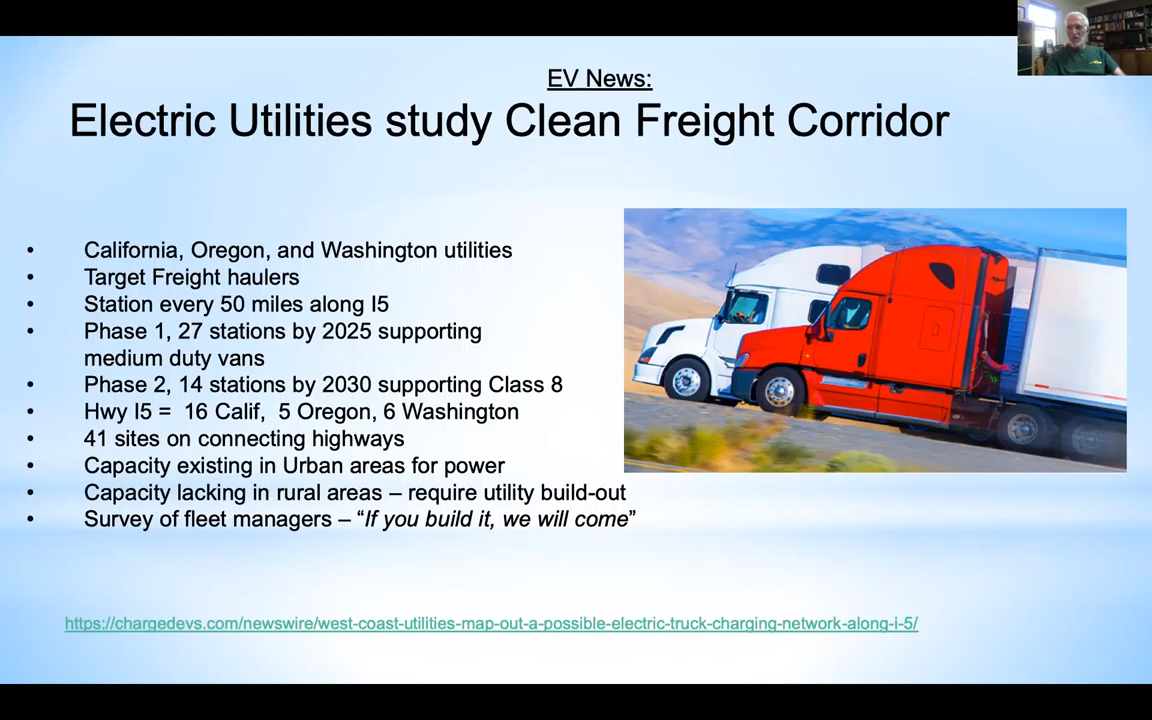 EV News:
Electric Utilities study Clean Freight Corridor
• California, Oregon, and Washington utilities
• Target Freight haulers
• Station every 50 miles along I5
• Phase 1, 27 stations by 2025 supporting
medium duty vans
• Phase 2, 14 stations by 2030 supporting Class 8
• Hwy I5 = 16 Calif, 5 Oregon, 6 Washington
• 41 sites on connecting highways
• Capacity existing in Urban areas for power
• Capacity lacking in rural areas – require utility build-out
• Survey of fleet managers – “If you build it, we will come”
https://chargedevs.com/newswire/west-coast-utilities-map-out-a-possible-electric-truck-charging-network-along-i-5/